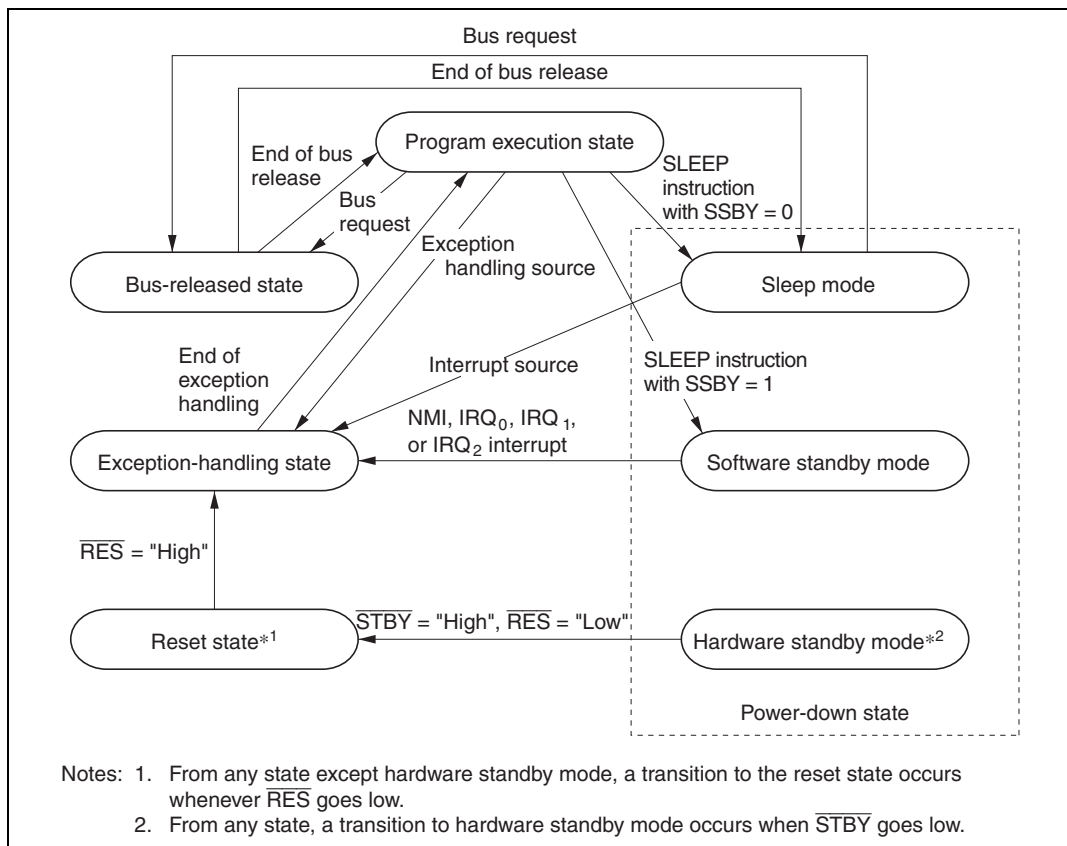 Bus request
End of bus release
Program execution state
End of bus
release
SLEEP
instruction
with SSBY = 0
Bus
request
Exception
handling source
Bus-released state
Sleep mode
End of
exception
handling
Interrupt source
SLEEP instruction
with SSBY = 1
NMI, IRQ₀, IRQ₁,
or IRQ₂ interrupt
Exception-handling state
Software standby mode
R̅E̅S̅ = "High"
S̅T̅B̅Y̅ = "High", R̅E̅S̅ = "Low"
Reset state*¹
Hardware standby mode*²
Power-down state
Notes: 1. From any state except hardware standby mode, a transition to the reset state occurs
whenever R̅E̅S̅ goes low.
2. From any state, a transition to hardware standby mode occurs when S̅T̅B̅Y̅ goes low.